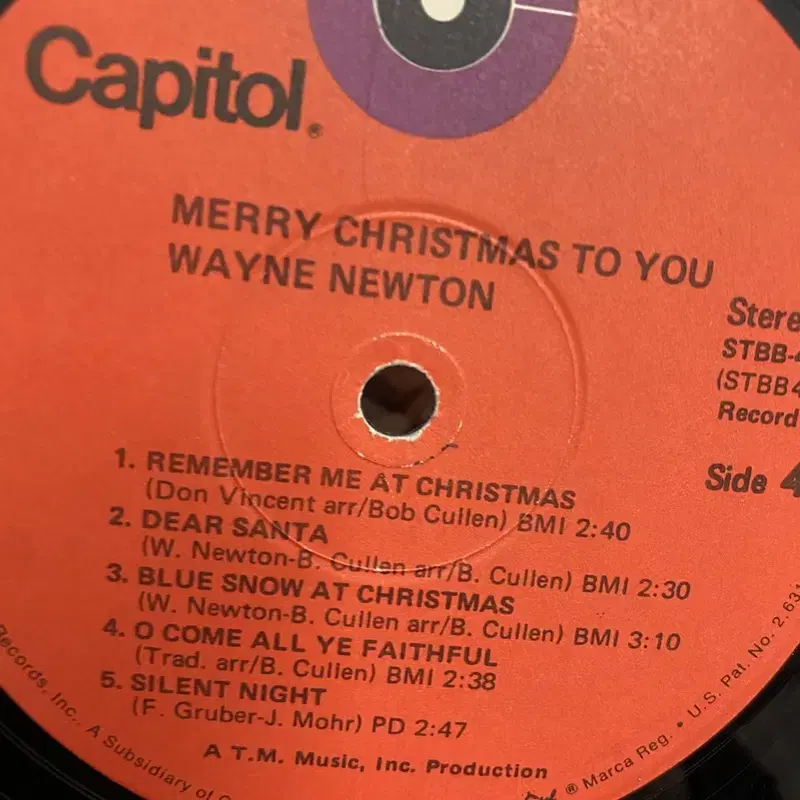 Capitol®
MERRY CHRISTMAS TO YOU
WAYNE NEWTON
Stere
STBB-
(STBB4
Record
Side 4
1. REMEMBER ME AT CHRISTMAS
(Don Vincent arr/Bob Cullen) BMI 2:40
2. DEAR SANTA
(W. Newton-B. Cullen arr/B. Cullen) BMI 2:30
3. BLUE SNOW AT CHRISTMAS
(W. Newton-B. Cullen arr/B. Cullen) BMI 3:10
4. O COME ALL YE FAITHFUL
(Trad. arr/B. Cullen) BMI 2:38
5. SILENT NIGHT
(F. Gruber-J. Mohr) PD 2:47
A T.M. Music, Inc. Production
Records, Inc., A Subsidiary of
® Marca Reg. • U.S. Pat. No. 2,631